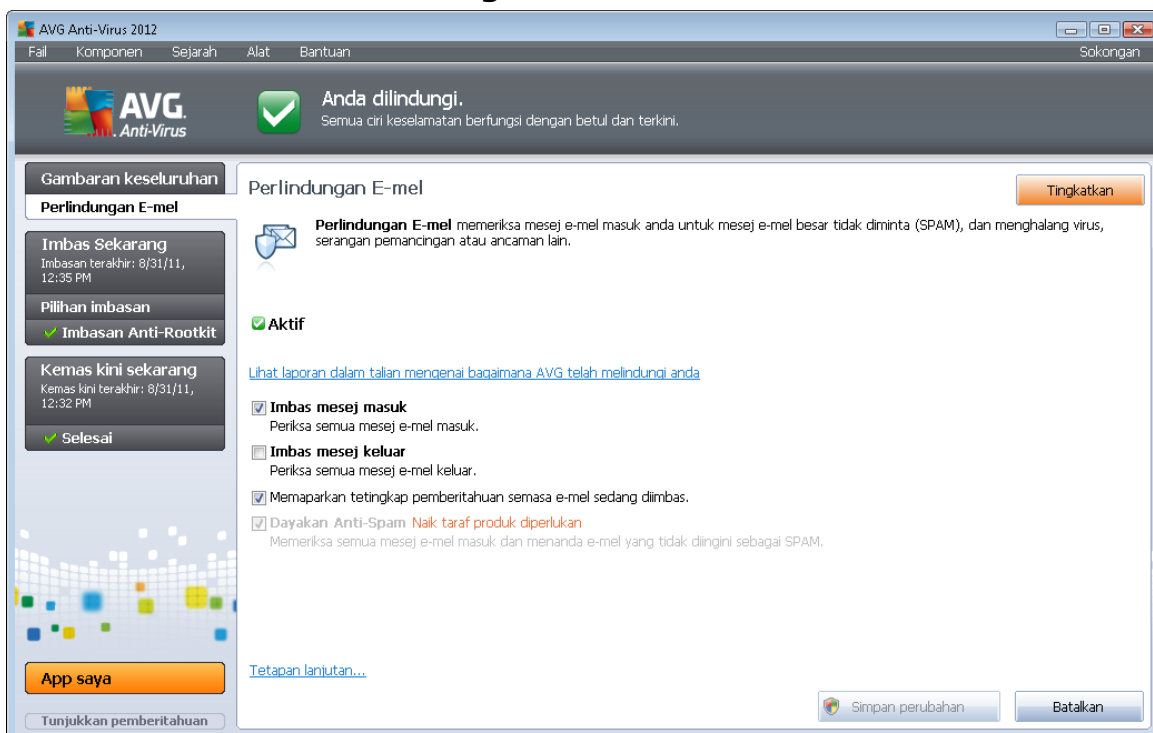 AVG Anti-Virus 2012
Fail Komponen Sejarah Alat Bantuan Sokongan
AVG.
Anti-Virus
Anda dilindungi.
Semua ciri keselamatan berfungsi dengan betul dan terkini.
Gambaran keseluruhan
Perlindungan E-mel
Imbas Sekarang
Imbasan terakhir: 8/31/11,
12:35 PM
Pilihan imbasan
Imbasan Anti-Rootkit
Kemas kini sekarang
Kemas kini terakhir: 8/31/11,
12:32 PM
Selesai
App saya
Tunjukkan pemberitahuan
Perlindungan E-mel
Tingkatkan
Perlindungan E-mel memeriksa mesej e-mel masuk anda untuk mesej e-mel besar tidak diminta (SPAM), dan menghalang virus,
serangan pemancingan atau ancaman lain.
Aktif
Lihat laporan dalam talian mengenai bagaimana AVG telah melindungi anda
Imbas mesej masuk
Periksa semua mesej e-mel masuk.
Imbas mesej keluar
Periksa semua mesej e-mel keluar.
Memaparkan tetingkap pemberitahuan semasa e-mel sedang diimbas.
Dayakan Anti-Spam Naik taraf produk diperlukan
Memeriksa semua mesej e-mel masuk dan menanda e-mel yang tidak diingini sebagai SPAM.
Tetapan lanjutan...
Simpan perubahan
Batalkan